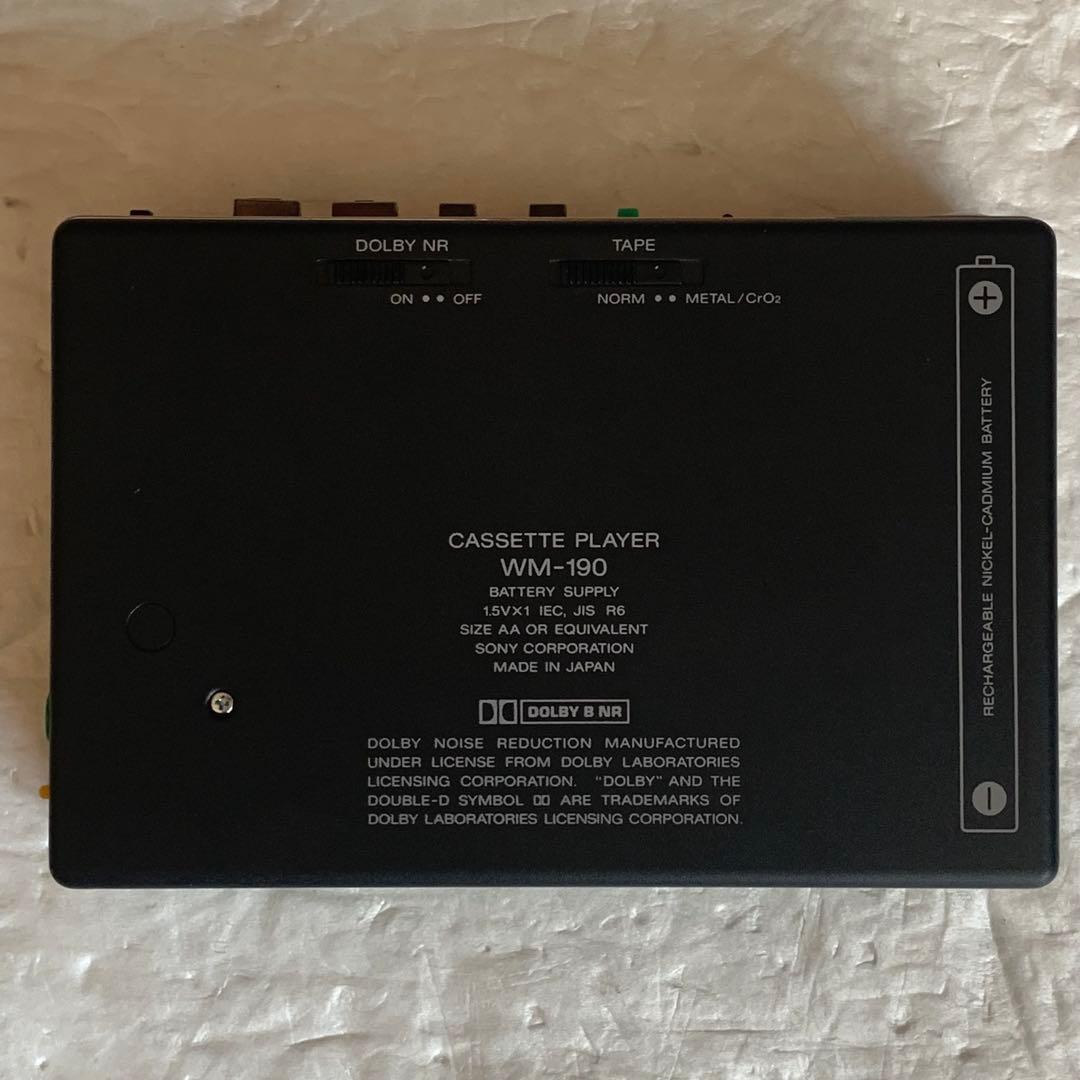 DOLBY NR
ON •• OFF
TAPE
NORM •• METAL/CrO₂
+
RECHARGEABLE NICKEL-CADMIUM BATTERY
−
CASSETTE PLAYER
WM-190
BATTERY SUPPLY
1.5V×1 IEC, JIS R6
SIZE AA OR EQUIVALENT
SONY CORPORATION
MADE IN JAPAN
DOLBY B NR
DOLBY NOISE REDUCTION MANUFACTURED
UNDER LICENSE FROM DOLBY LABORATORIES
LICENSING CORPORATION. "DOLBY" AND THE
DOUBLE-D SYMBOL ARE TRADEMARKS OF
DOLBY LABORATORIES LICENSING CORPORATION.